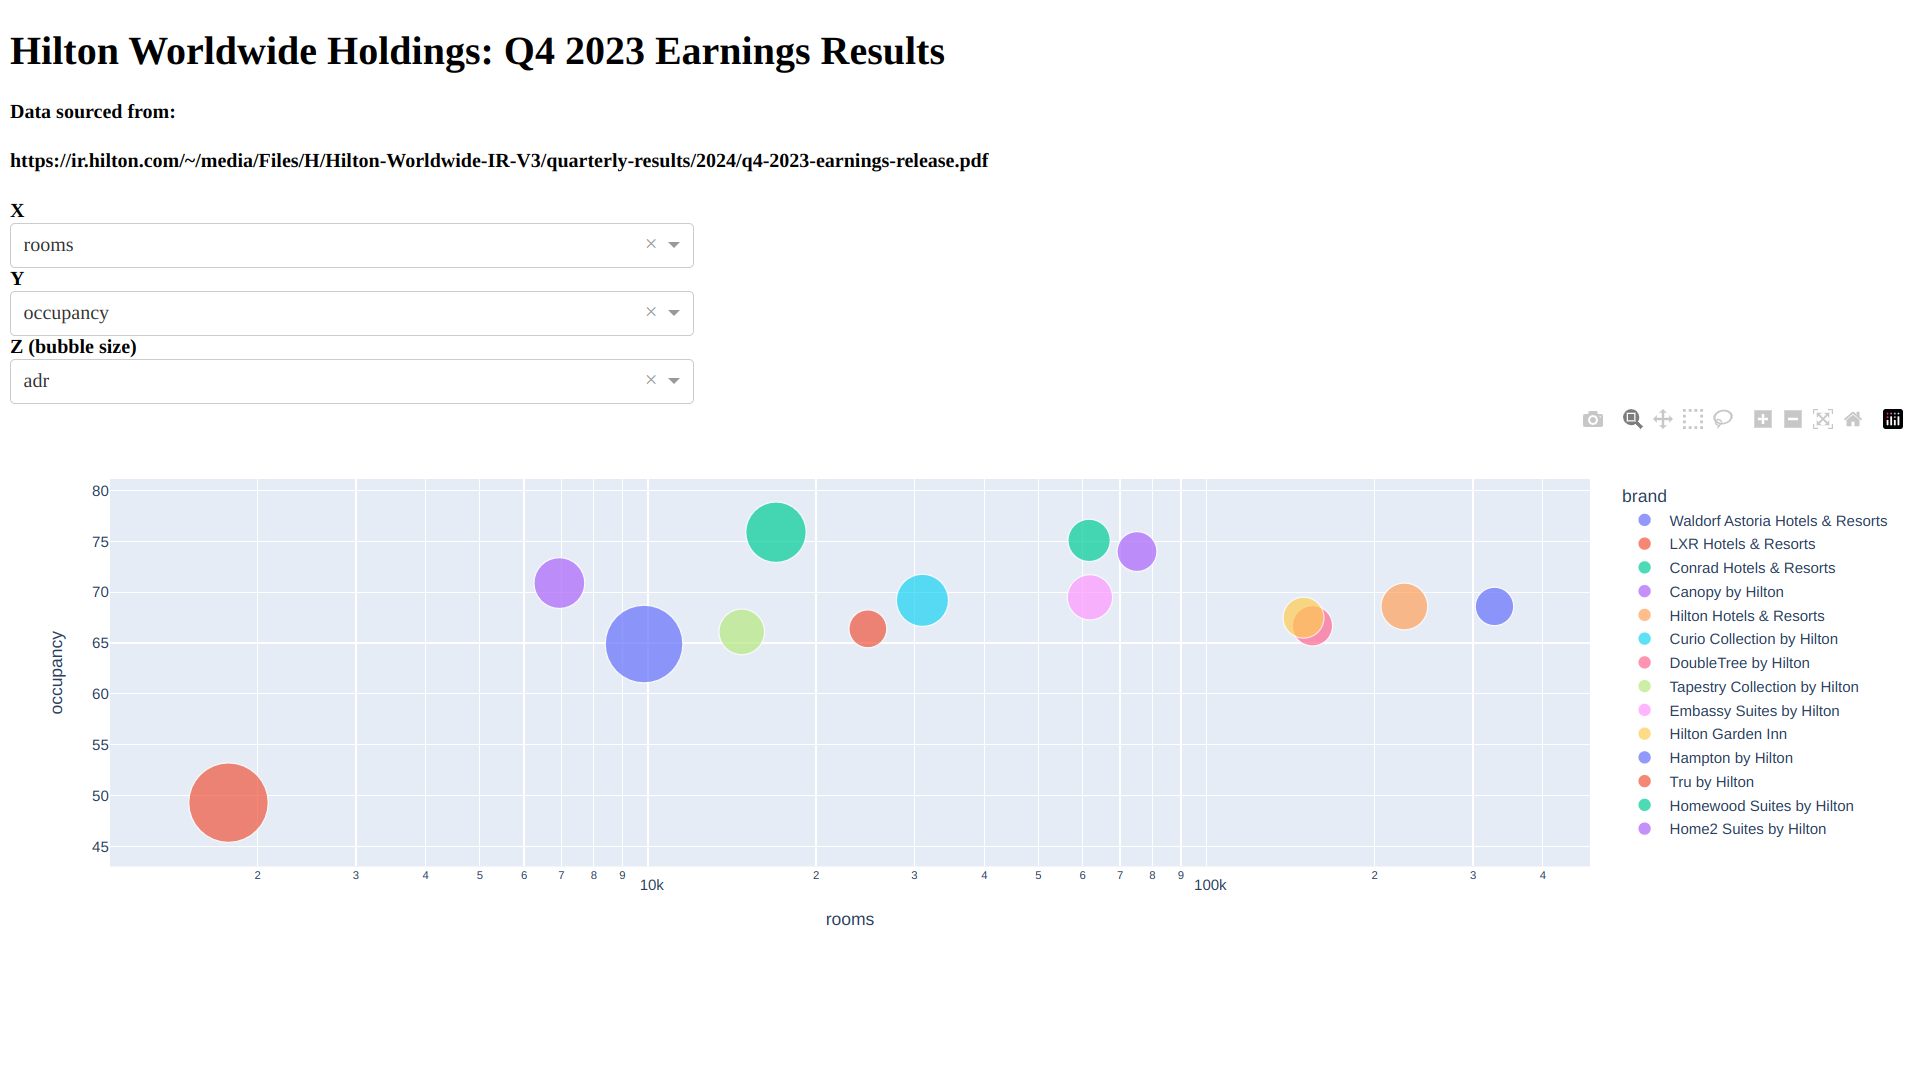 Hilton Worldwide Holdings: Q4 2023 Earnings Results
Data sourced from:
https://ir.hilton.com/~/media/Files/H/Hilton-Worldwide-IR-V3/quarterly-results/2024/q4-2023-earnings-release.pdf
X
rooms
Y
occupancy
Z (bubble size)
adr
80
75
70
65
60
55
50
45
occupancy
2 3 4 5 6 7 8 9 10k 2 3 4 5 6 7 8 9 100k 2 3 4
rooms
brand
Waldorf Astoria Hotels & Resorts
LXR Hotels & Resorts
Conrad Hotels & Resorts
Canopy by Hilton
Hilton Hotels & Resorts
Curio Collection by Hilton
DoubleTree by Hilton
Tapestry Collection by Hilton
Embassy Suites by Hilton
Hilton Garden Inn
Hampton by Hilton
Tru by Hilton
Homewood Suites by Hilton
Home2 Suites by Hilton